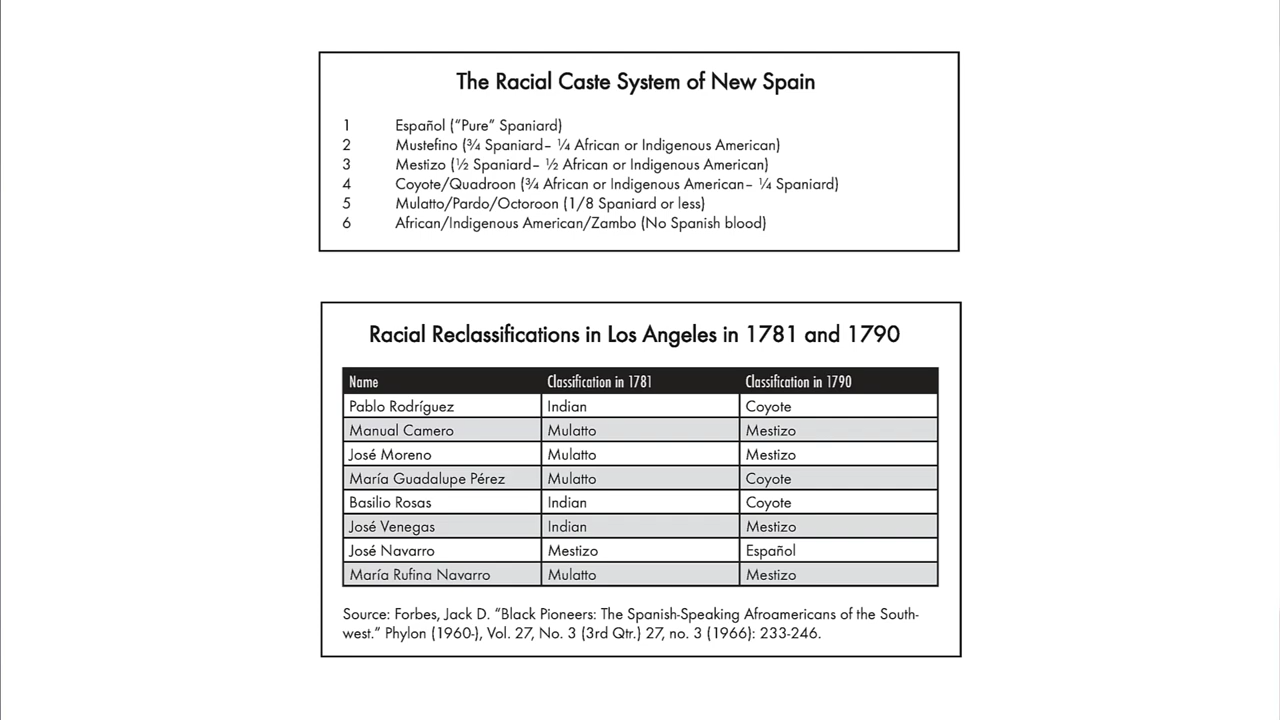 The Racial Caste System of New Spain
1 Español (“Pure” Spaniard)
2 Mustefino (¾ Spaniard– ¼ African or Indigenous American)
3 Mestizo (½ Spaniard– ½ African or Indigenous American)
4 Coyote/Quadroon (¾ African or Indigenous American– ¼ Spaniard)
5 Mulatto/Pardo/Octoroon (1/8 Spaniard or less)
6 African/Indigenous American/Zambo (No Spanish blood)
Racial Reclassifications in Los Angeles in 1781 and 1790
Name Classification in 1781 Classification in 1790
Pablo Rodríguez Indian Coyote
Manual Camero Mulatto Mestizo
José Moreno Mulatto Mestizo
María Guadalupe Pérez Mulatto Coyote
Basilio Rosas Indian Coyote
José Venegas Indian Mestizo
José Navarro Mestizo Español
María Rufina Navarro Mulatto Mestizo
Source: Forbes, Jack D. “Black Pioneers: The Spanish-Speaking Afroamericans of the South-
west.” Phylon (1960-), Vol. 27, No. 3 (3rd Qtr.) 27, no. 3 (1966): 233-246.